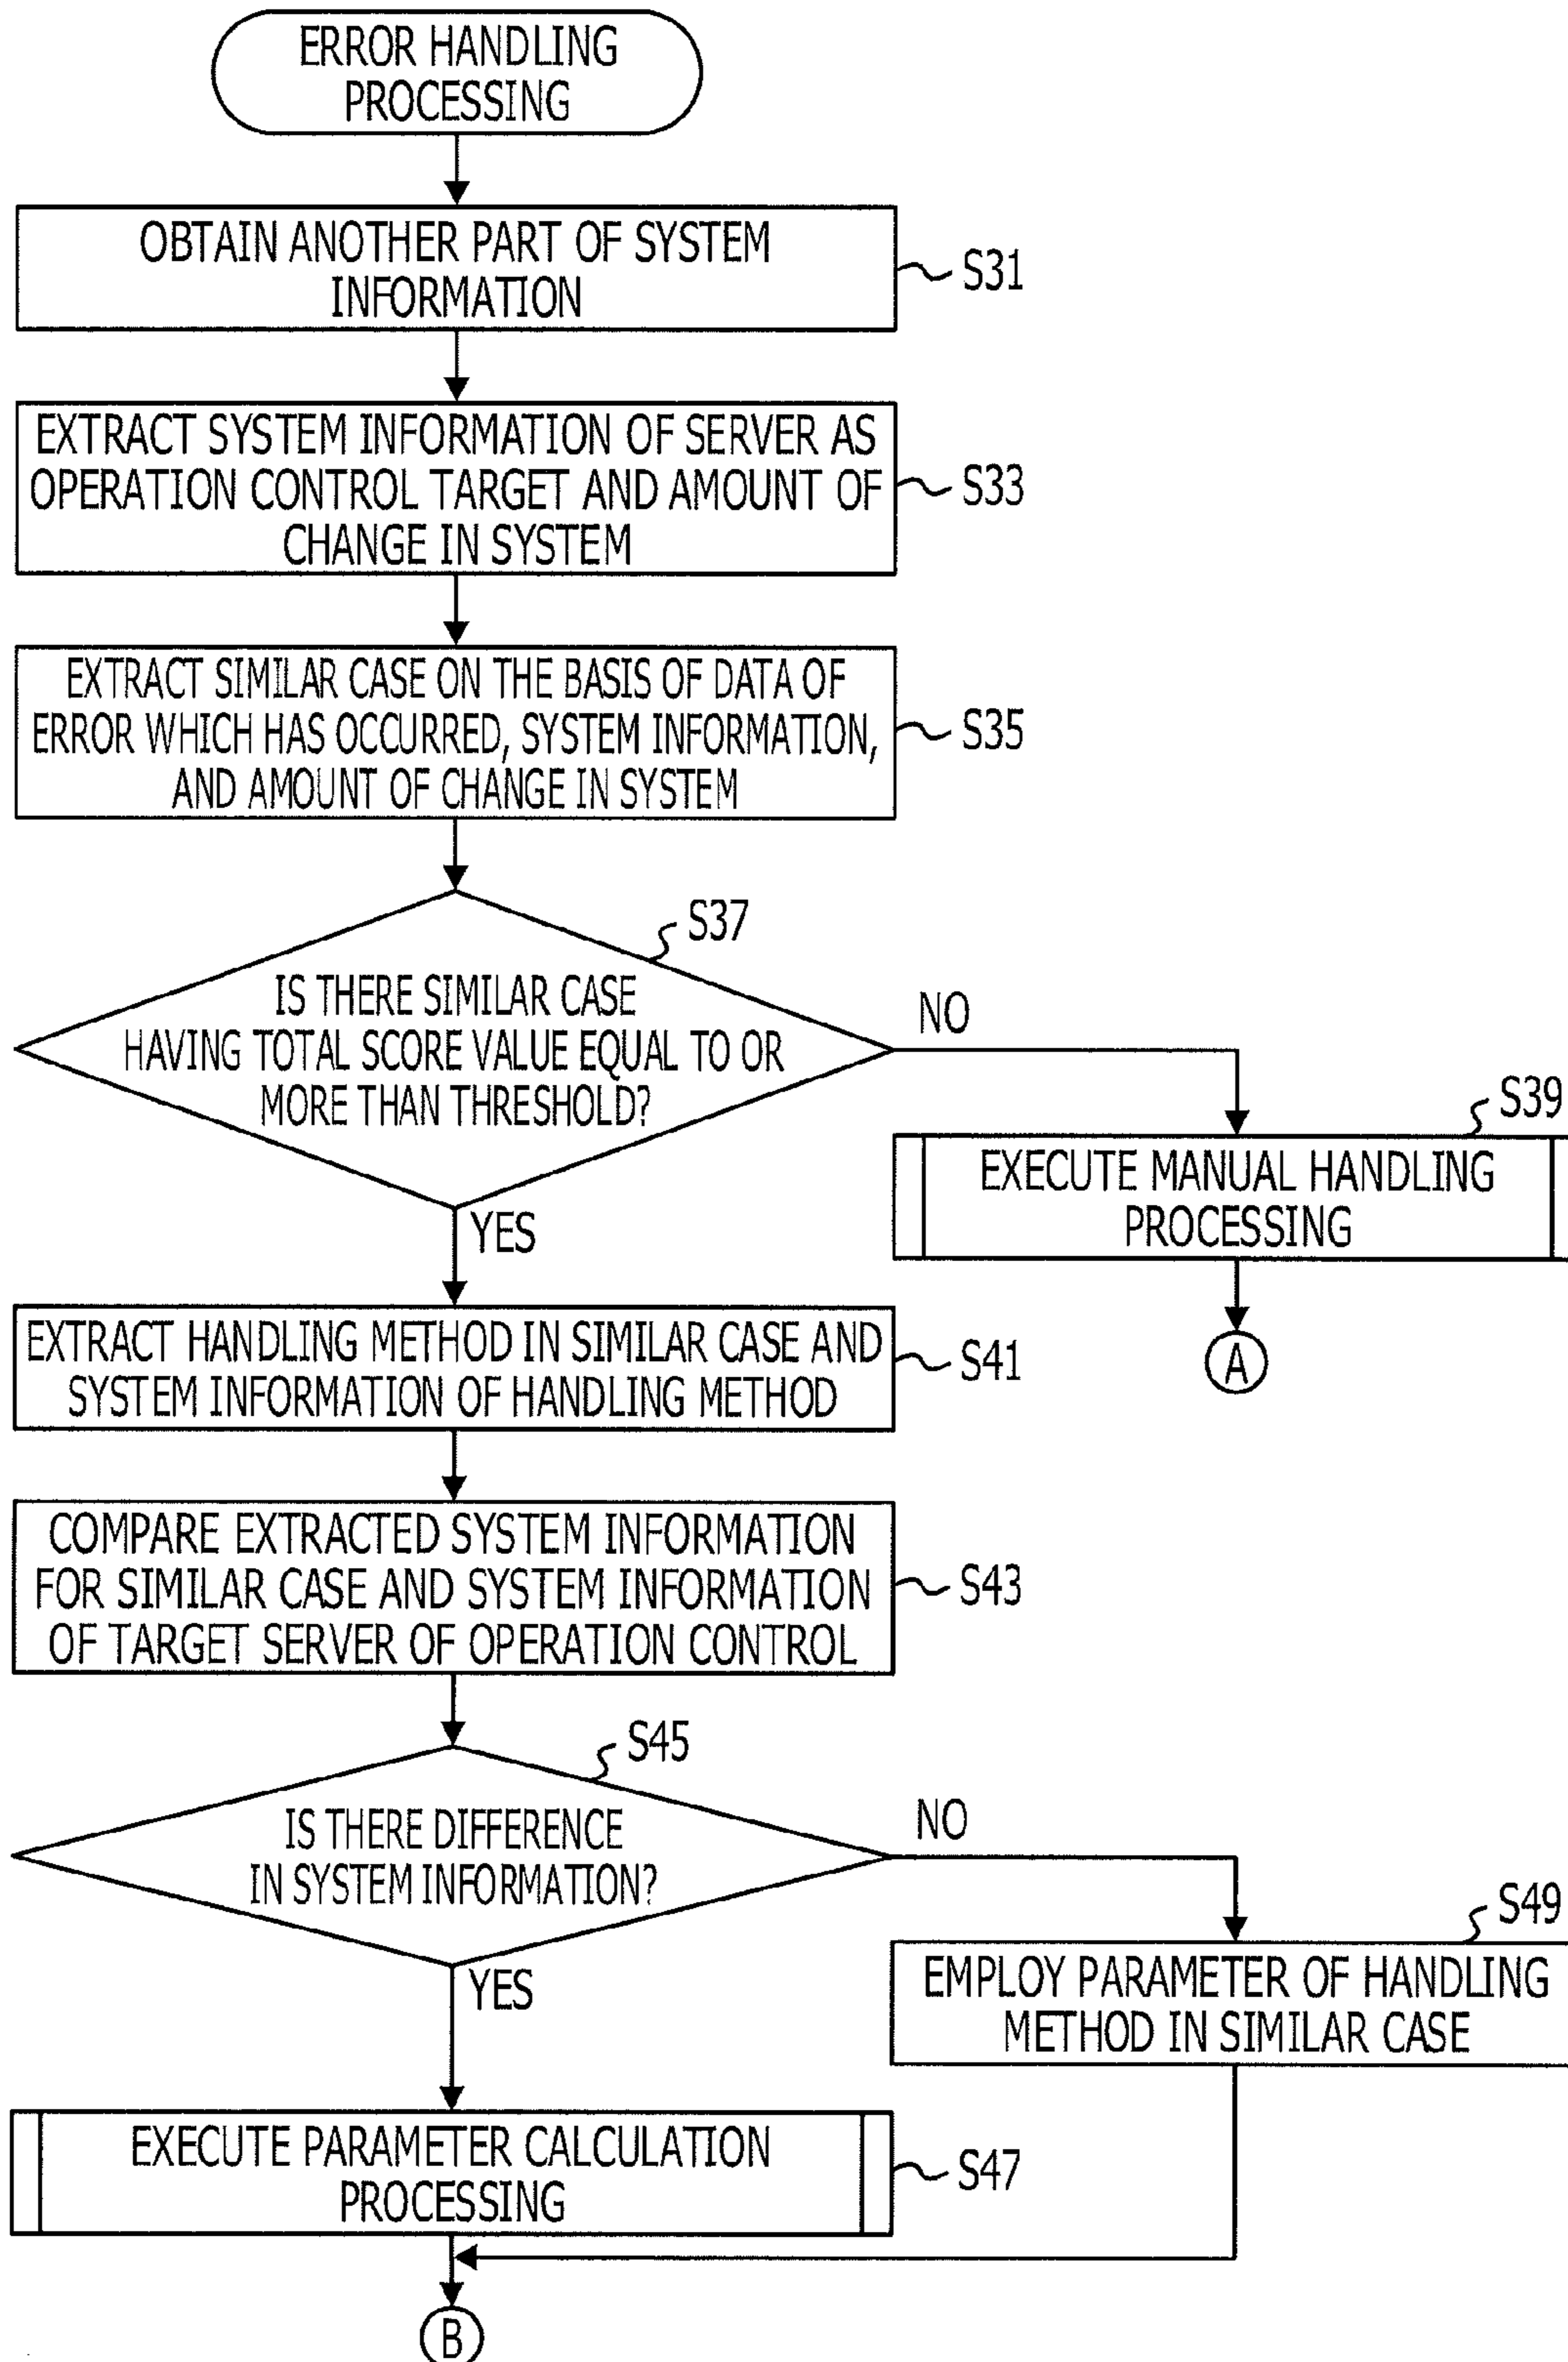 ERROR HANDLING
PROCESSING
OBTAIN ANOTHER PART OF SYSTEM
INFORMATION
S31
EXTRACT SYSTEM INFORMATION OF SERVER AS
OPERATION CONTROL TARGET AND AMOUNT OF
CHANGE IN SYSTEM
S33
EXTRACT SIMILAR CASE ON THE BASIS OF DATA OF
ERROR WHICH HAS OCCURRED, SYSTEM INFORMATION,
AND AMOUNT OF CHANGE IN SYSTEM
S35
S37
IS THERE SIMILAR CASE
HAVING TOTAL SCORE VALUE EQUAL TO OR
MORE THAN THRESHOLD?
NO
YES
S39
EXECUTE MANUAL HANDLING
PROCESSING
A
EXTRACT HANDLING METHOD IN SIMILAR CASE AND
SYSTEM INFORMATION OF HANDLING METHOD
S41
COMPARE EXTRACTED SYSTEM INFORMATION
FOR SIMILAR CASE AND SYSTEM INFORMATION
OF TARGET SERVER OF OPERATION CONTROL
S43
S45
IS THERE DIFFERENCE
IN SYSTEM INFORMATION?
NO
YES
S49
EMPLOY PARAMETER OF HANDLING
METHOD IN SIMILAR CASE
EXECUTE PARAMETER CALCULATION
PROCESSING
S47
B